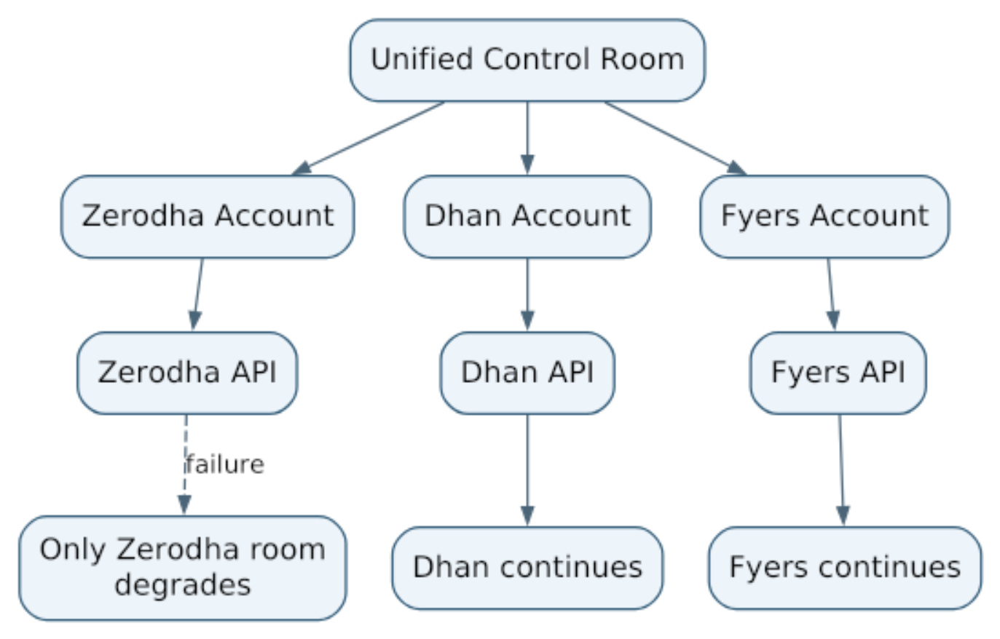 Unified Control Room
Zerodha Account
Dhan Account
Fyers Account
Zerodha API
Dhan API
Fyers API
failure
Only Zerodha room
degrades
Dhan continues
Fyers continues